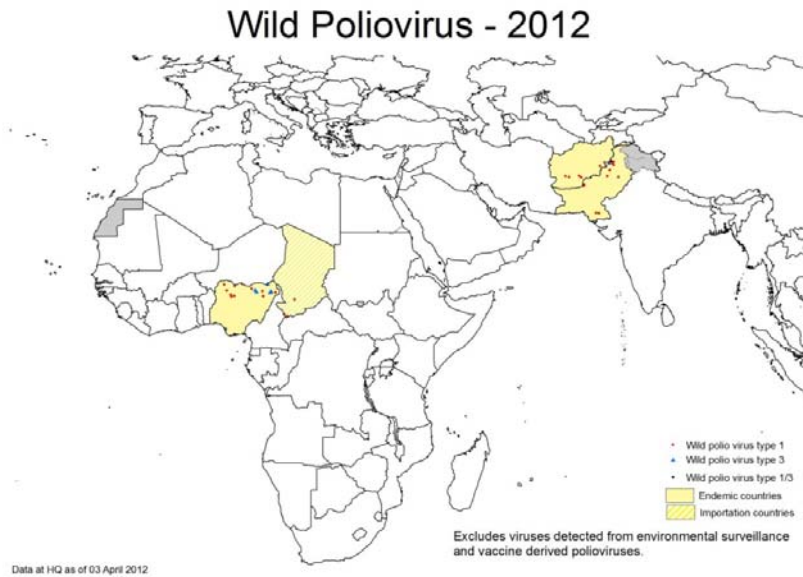 Wild Poliovirus - 2012
Wild polio virus type 1
Wild polio virus type 3
Wild polio virus type 1/3
Endemic countries
Importation countries
Excludes viruses detected from environmental surveillance
and vaccine derived polioviruses.
Data at HQ as of 03 April 2012